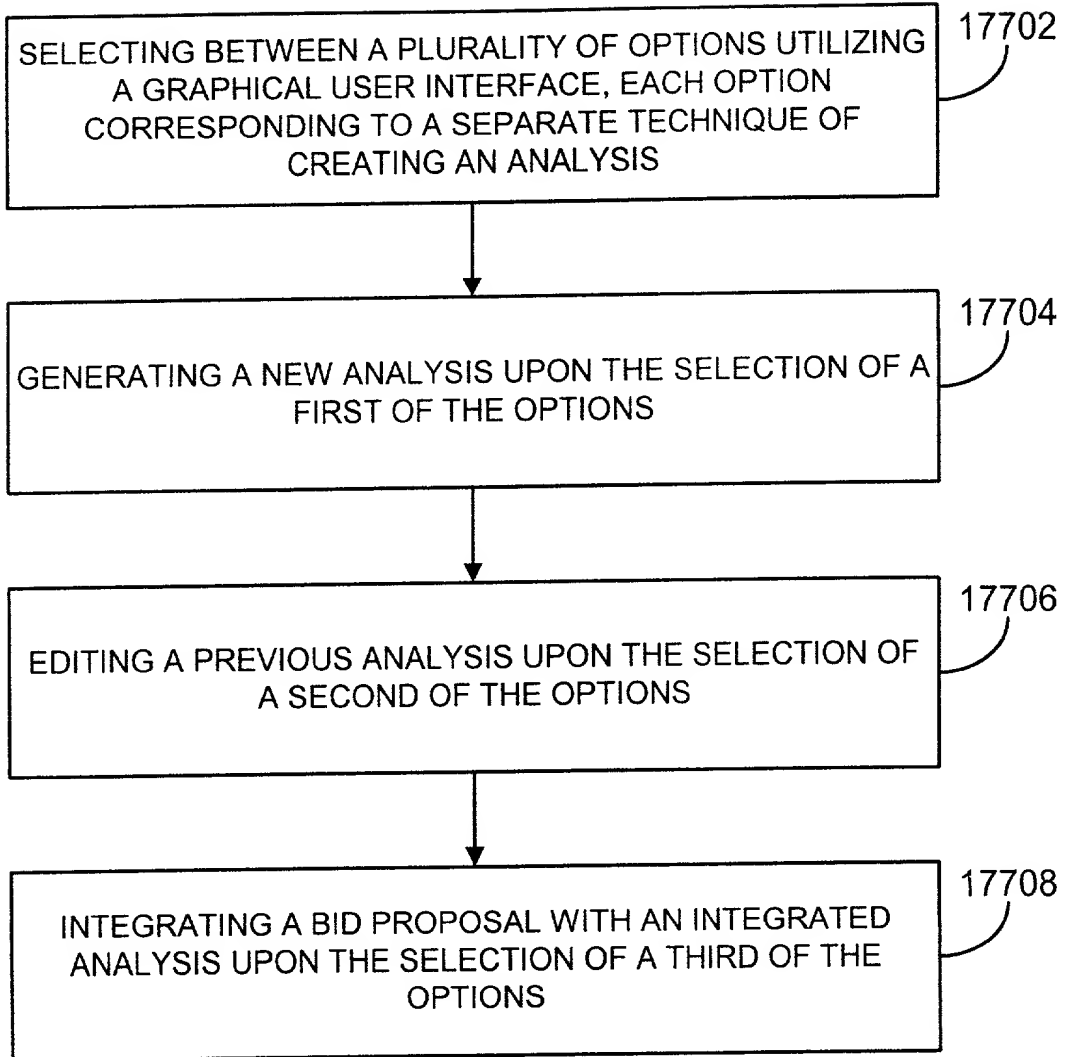 SELECTING BETWEEN A PLURALITY OF OPTIONS UTILIZING
A GRAPHICAL USER INTERFACE, EACH OPTION
CORRESPONDING TO A SEPARATE TECHNIQUE OF
CREATING AN ANALYSIS
17702
GENERATING A NEW ANALYSIS UPON THE SELECTION OF A
FIRST OF THE OPTIONS
17704
EDITING A PREVIOUS ANALYSIS UPON THE SELECTION OF
A SECOND OF THE OPTIONS
17706
INTEGRATING A BID PROPOSAL WITH AN INTEGRATED
ANALYSIS UPON THE SELECTION OF A THIRD OF THE
OPTIONS
17708